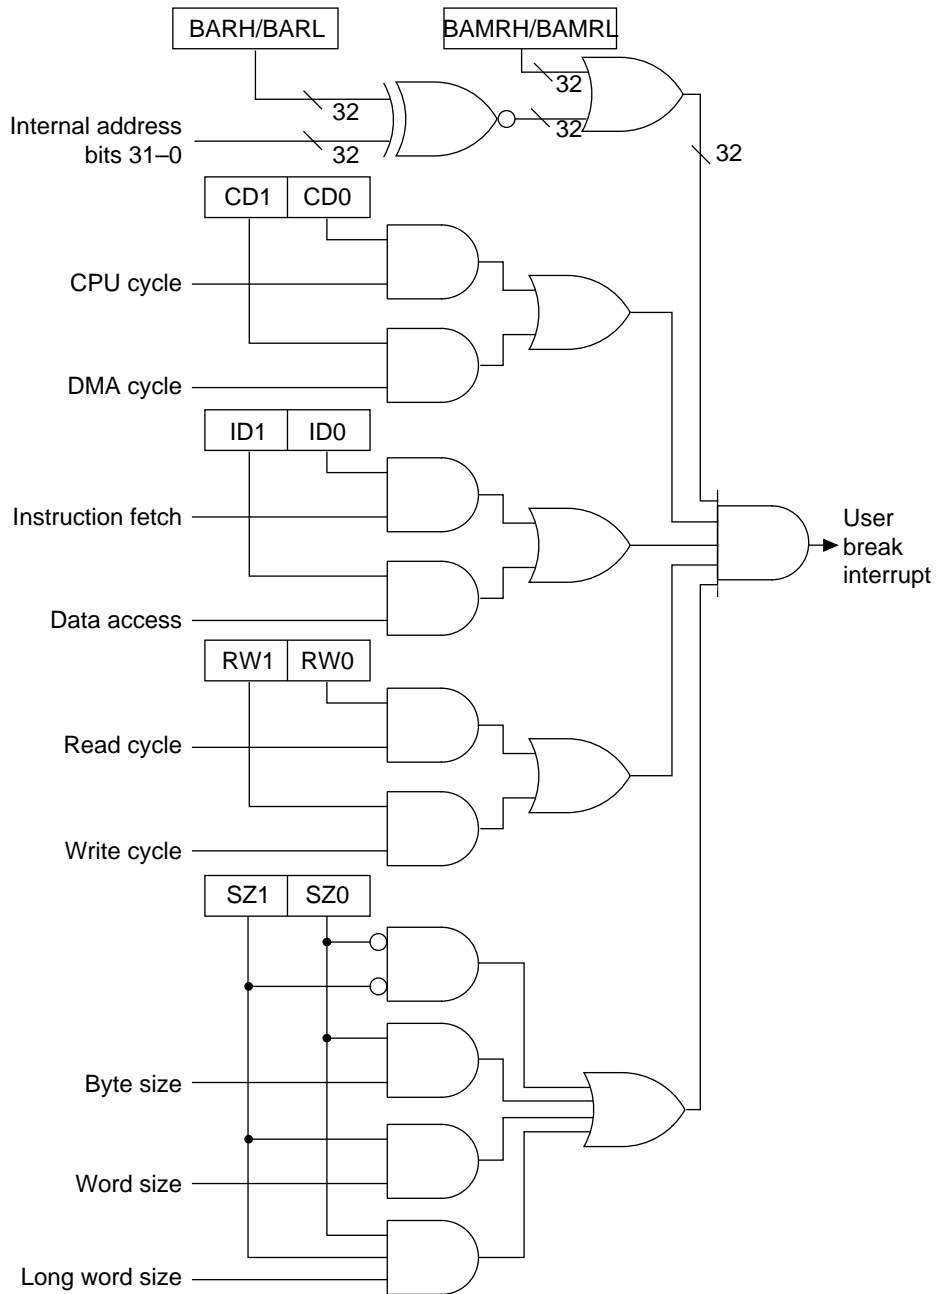 BARH/BARL
BAMRH/BAMRL
32
32
32
32
32
Internal address
bits 31–0
CD1 CD0
CPU cycle
DMA cycle
ID1 ID0
Instruction fetch
Data access
User
break
interrupt
RW1 RW0
Read cycle
Write cycle
SZ1 SZ0
Byte size
Word size
Long word size